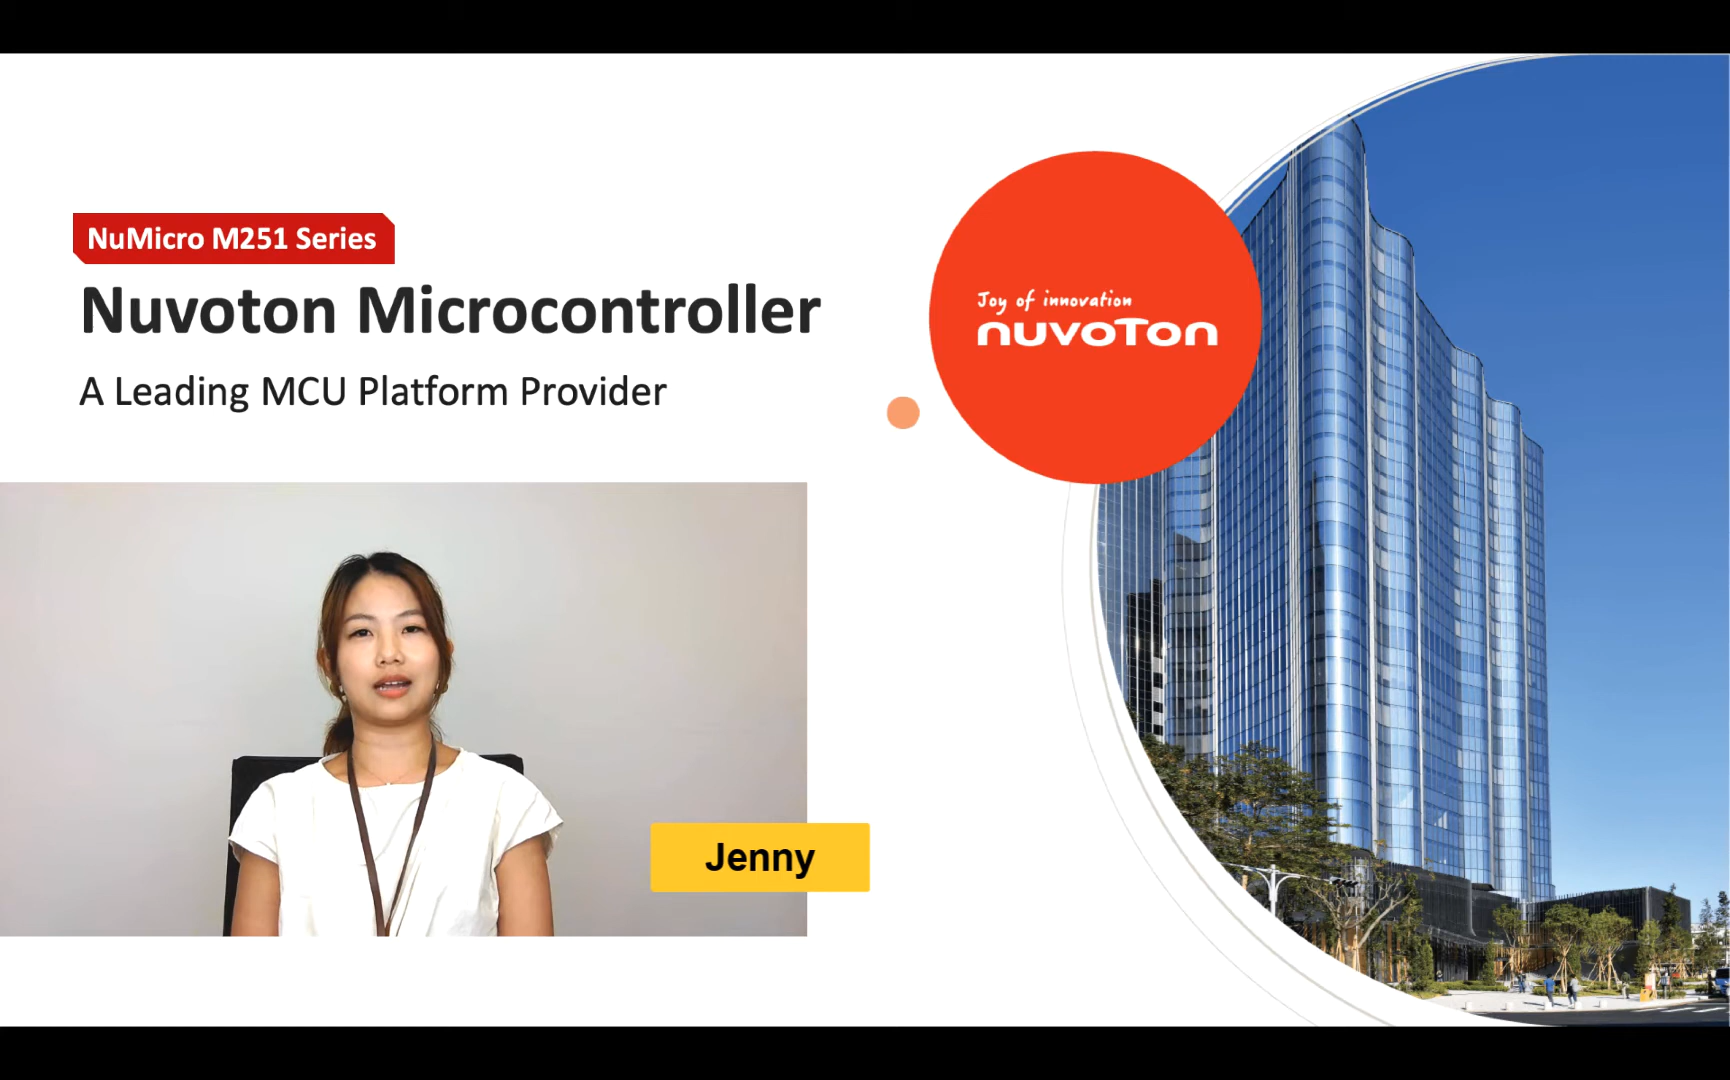 NuMicro M251 Series
Nuvoton Microcontroller
A Leading MCU Platform Provider
Joy of innovation
nuvoTon
Jenny